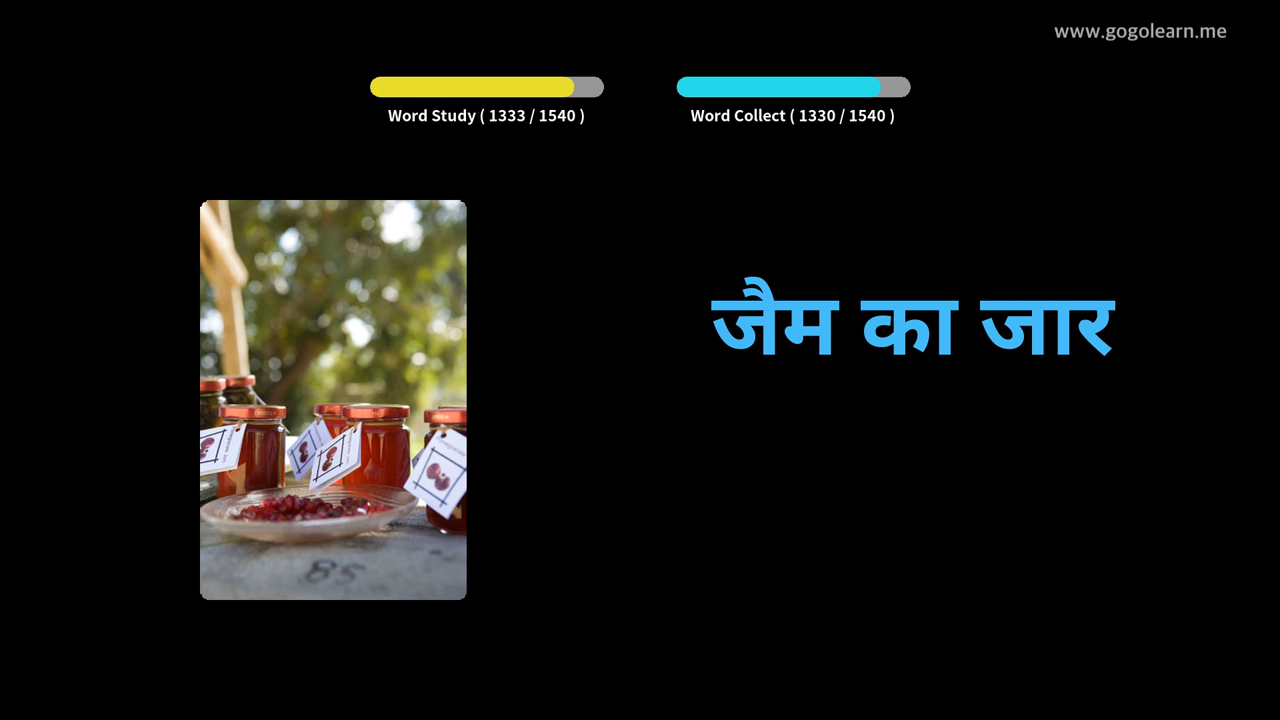 www.gogolearn.me
Word Study ( 1333 / 1540 )
Word Collect ( 1330 / 1540 )
जैम का जार
85